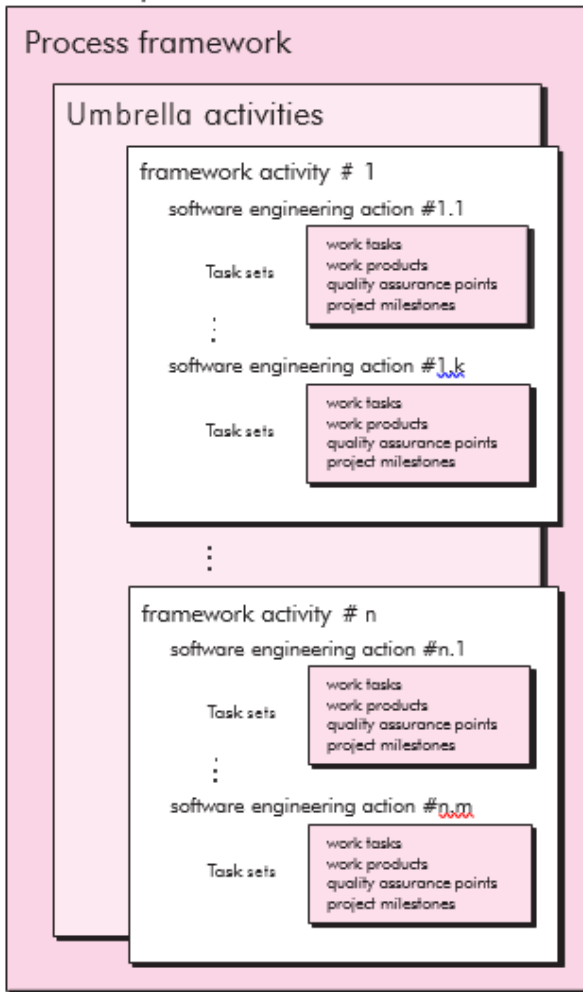 Process framework
Umbrella activities
framework activity # 1
software engineering action #1.1
Task sets
work tasks
work products
quality assurance points
project milestones
software engineering action #1.k
Task sets
work tasks
work products
quality assurance points
project milestones
framework activity # n
software engineering action #n.1
Task sets
work tasks
work products
quality assurance points
project milestones
software engineering action #n.m
Task sets
work tasks
work products
quality assurance points
project milestones